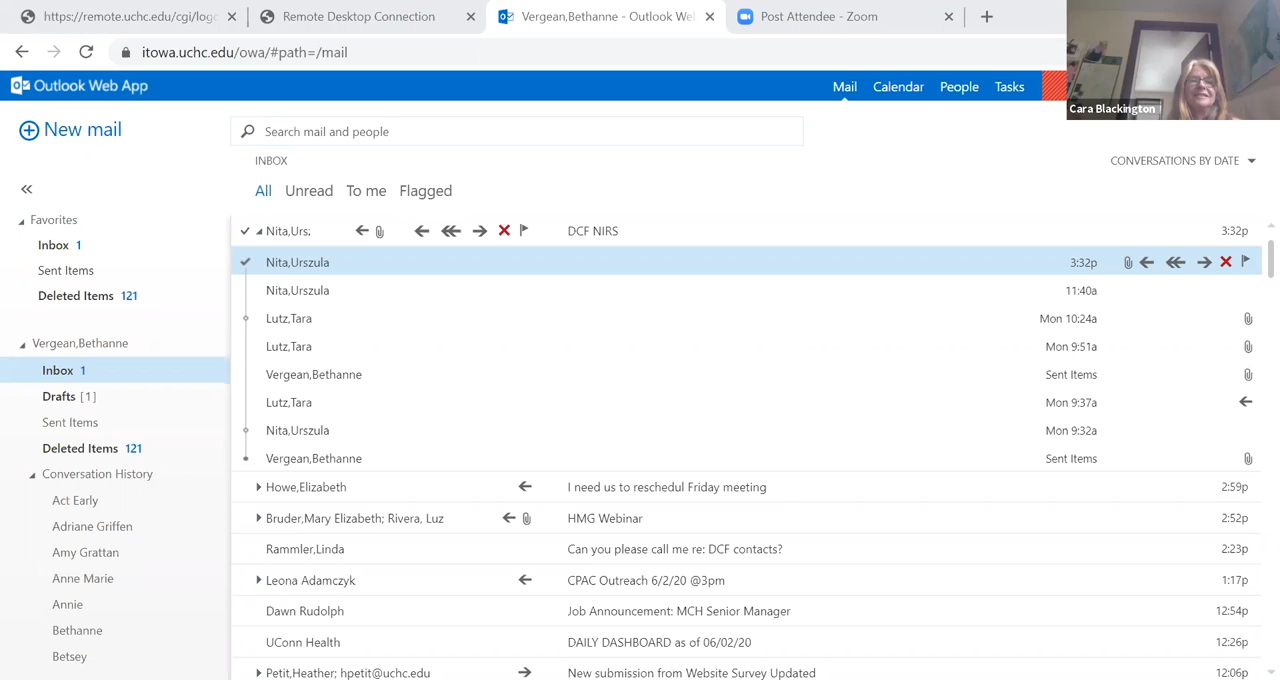 https://remote.uchc.edu/cgi/logo
Remote Desktop Connection
Vergean,Bethanne - Outlook We
Post Attendee - Zoom
itowa.uchc.edu/owa/#path=/mail
Outlook Web App
Mail Calendar People Tasks
Cara Blackington
New mail
Search mail and people
INBOX
CONVERSATIONS BY DATE
All Unread To me Flagged
Favorites
Inbox 1
Sent Items
Deleted Items 121
Vergean,Bethanne
Inbox 1
Drafts [1]
Sent Items
Deleted Items 121
Conversation History
Act Early
Adriane Griffen
Amy Grattan
Anne Marie
Annie
Bethanne
Betsey
Nita,Urs; DCF NIRS 3:32p
Nita,Urszula 3:32p
Nita,Urszula 11:40a
Lutz,Tara Mon 10:24a
Lutz,Tara Mon 9:51a
Vergean,Bethanne Sent Items
Lutz,Tara Mon 9:37a
Nita,Urszula Mon 9:32a
Vergean,Bethanne Sent Items
Howe,Elizabeth I need us to reschedul Friday meeting 2:59p
Bruder,Mary Elizabeth; Rivera, Luz HMG Webinar 2:52p
Rammler,Linda Can you please call me re: DCF contacts? 2:23p
Leona Adamczyk CPAC Outreach 6/2/20 @3pm 1:17p
Dawn Rudolph Job Announcement: MCH Senior Manager 12:54p
UConn Health DAILY DASHBOARD as of 06/02/20 12:26p
Petit,Heather; hpetit@uchc.edu New submission from Website Survey Updated 12:06p